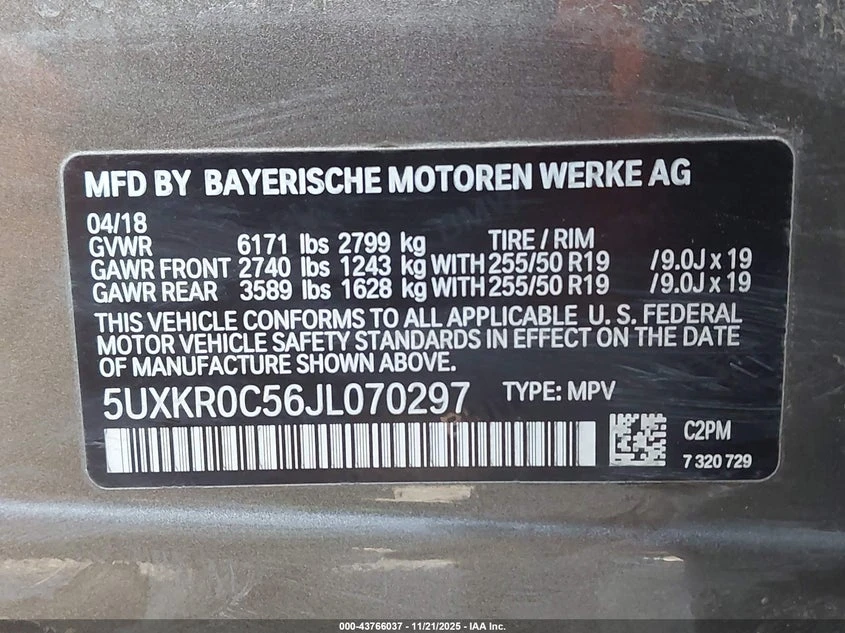 MFD BY BAYERISCHE MOTOREN WERKE AG
04/18
GVWR 6171 lbs 2799 kg TIRE / RIM
GAWR FRONT 2740 lbs 1243 kg WITH 255/50 R19 /9.0J x 19
GAWR REAR 3589 lbs 1628 kg WITH 255/50 R19 /9.0J x 19
THIS VEHICLE CONFORMS TO ALL APPLICABLE U. S. FEDERAL
MOTOR VEHICLE SAFETY STANDARDS IN EFFECT ON THE DATE
OF MANUFACTURE SHOWN ABOVE.
5UXKR0C56JL070297 TYPE: MPV
C2PM
7 320 729
000-43766037 - 11/21/2025 - IAA Inc.